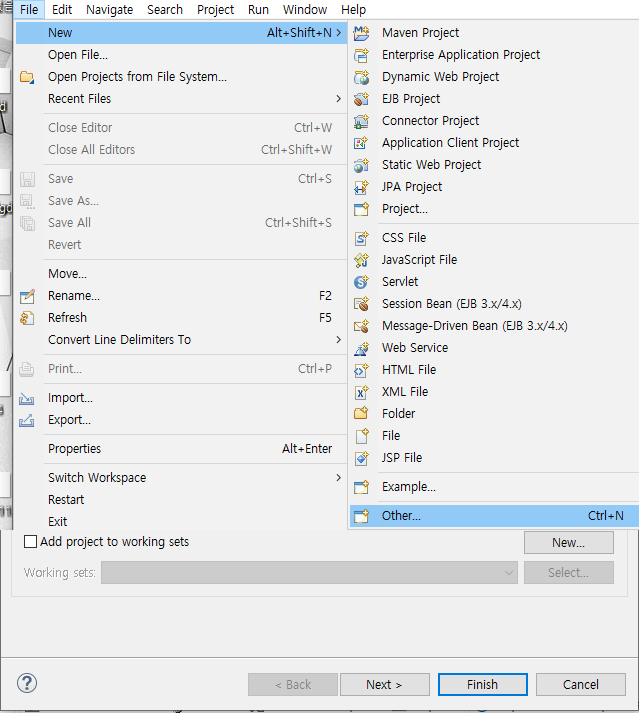 File Edit Navigate Search Project Run Window Help
New Alt+Shift+N >
Open File...
Open Projects from File System...
Recent Files >
Close Editor Ctrl+W
Close All Editors Ctrl+Shift+W
Save Ctrl+S
Save As...
Save All Ctrl+Shift+S
Revert
Move...
Rename... F2
Refresh F5
Convert Line Delimiters To >
Print... Ctrl+P
Import...
Export...
Properties Alt+Enter
Switch Workspace >
Restart
Exit
Maven Project
Enterprise Application Project
Dynamic Web Project
EJB Project
Connector Project
Application Client Project
Static Web Project
JPA Project
Project...
CSS File
JavaScript File
Servlet
Session Bean (EJB 3.x/4.x)
Message-Driven Bean (EJB 3.x/4.x)
Web Service
HTML File
XML File
Folder
File
JSP File
Example...
Other... Ctrl+N
Add project to working sets New...
Working sets: Select...
? < Back Next > Finish Cancel